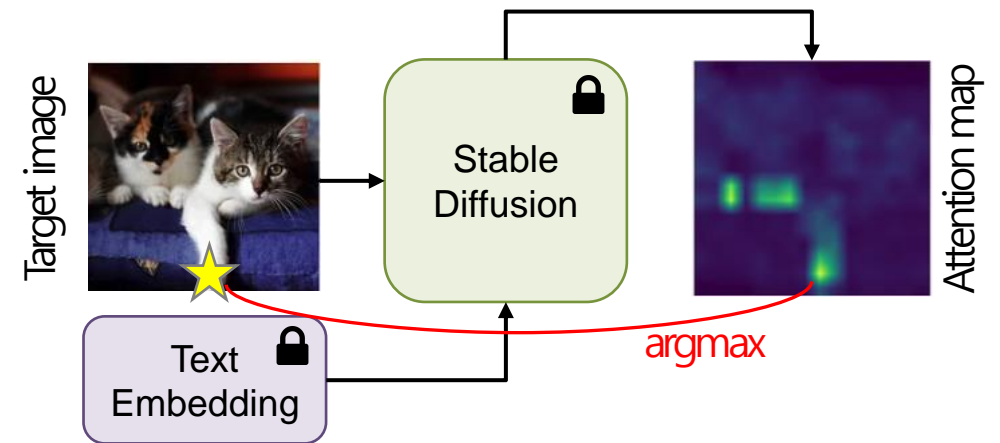 Target image
Stable
Diffusion
Attention map
argmax
Text
Embedding